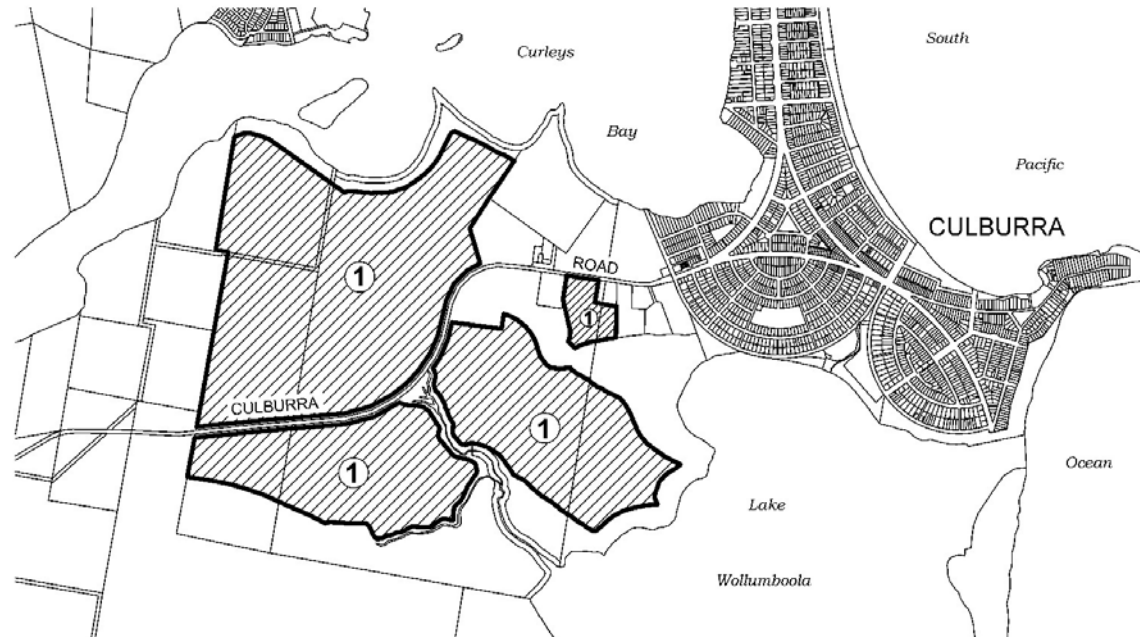 South
Curleys
Bay
Pacific
CULBURRA
ROAD
1
1
1
CULBURRA
1
Ocean
Lake
Wollumboola